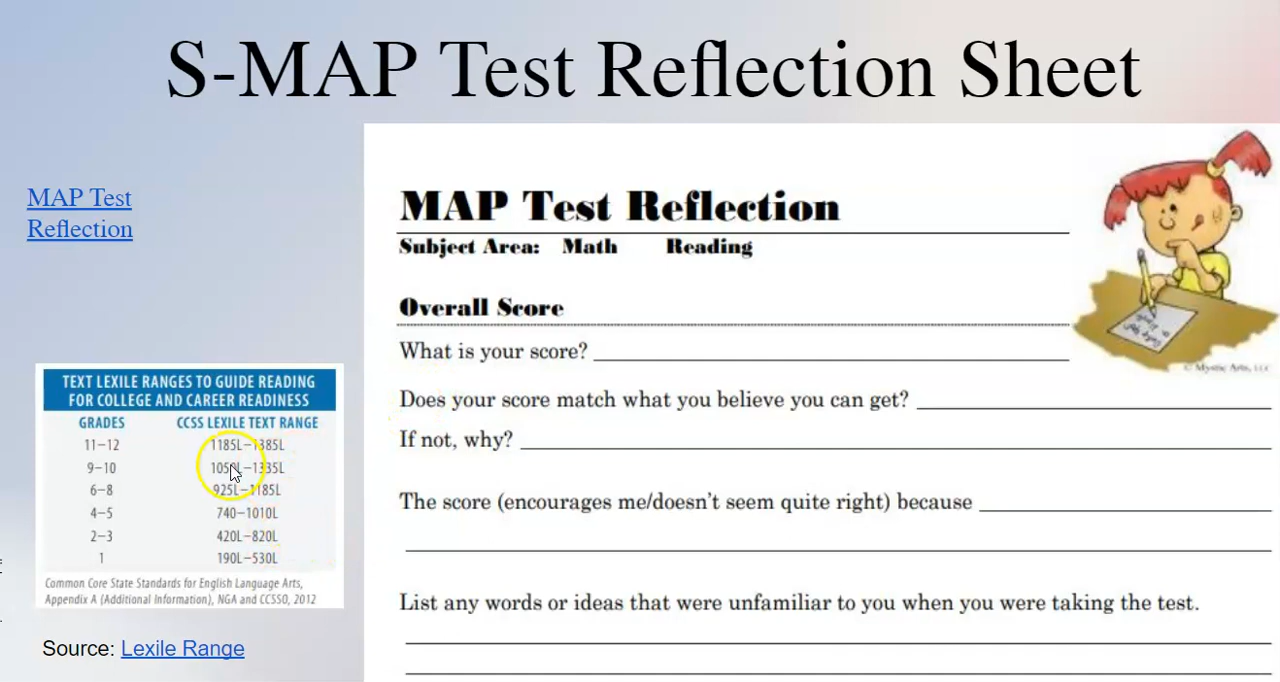 S-MAP Test Reflection Sheet
MAP Test
Reflection
TEXT LEXILE RANGES TO GUIDE READING
FOR COLLEGE AND CAREER READINESS
GRADES CCSS LEXILE TEXT RANGE
11–12 1185L–1385L
9–10 1050L–1335L
6–8 925L–1185L
4–5 740–1010L
2–3 420L–820L
1 190L–530L
Common Core State Standards for English Language Arts,
Appendix A (Additional Information), NGA and CCSSO, 2012
Source: Lexile Range
MAP Test Reflection
Subject Area: Math Reading
Overall Score
What is your score?
Does your score match what you believe you can get?
If not, why?
The score (encourages me/doesn't seem quite right) because
List any words or ideas that were unfamiliar to you when you were taking the test.
© Mystic Arts, LLC